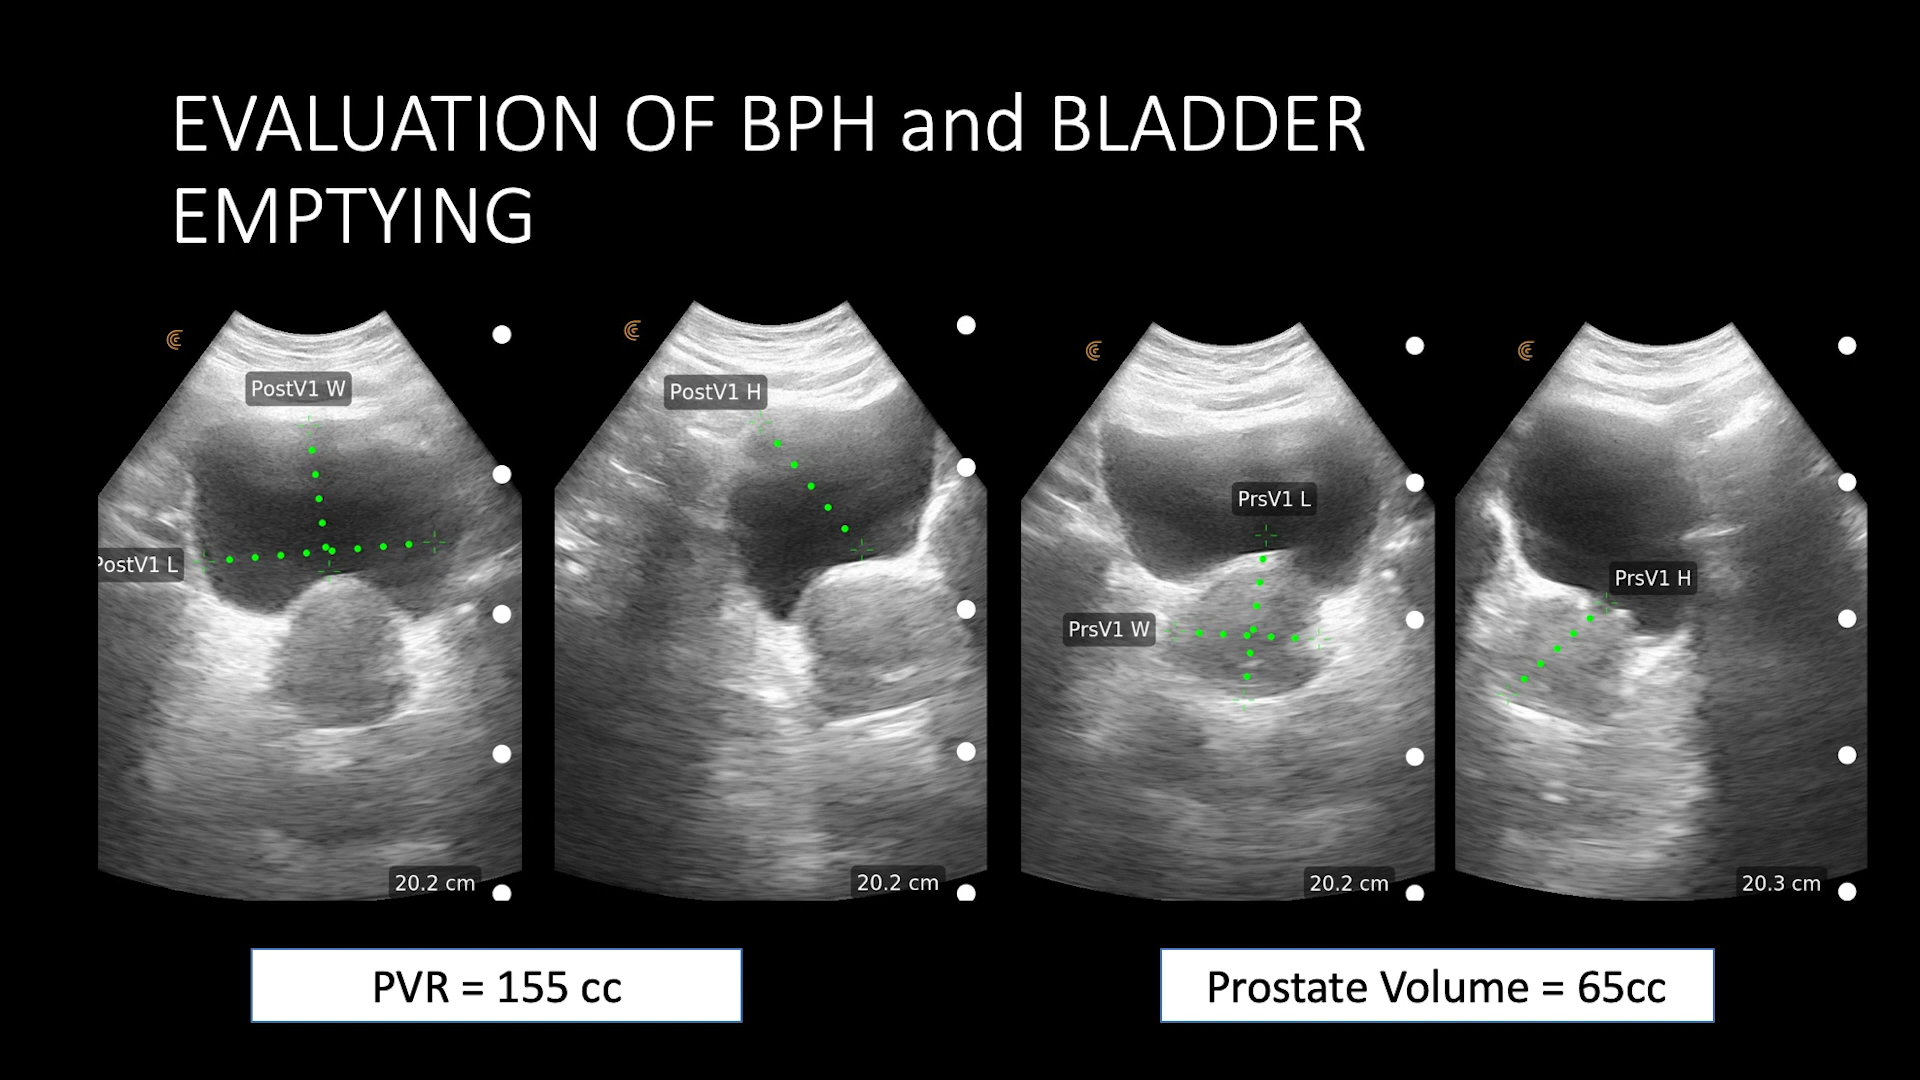 EVALUATION OF BPH and BLADDER
EMPTYING
PostV1 W
PostV1 L
20.2 cm
PostV1 H
20.2 cm
PrsV1 L
PrsV1 W
20.2 cm
PrsV1 H
20.3 cm
PVR = 155 cc
Prostate Volume = 65cc